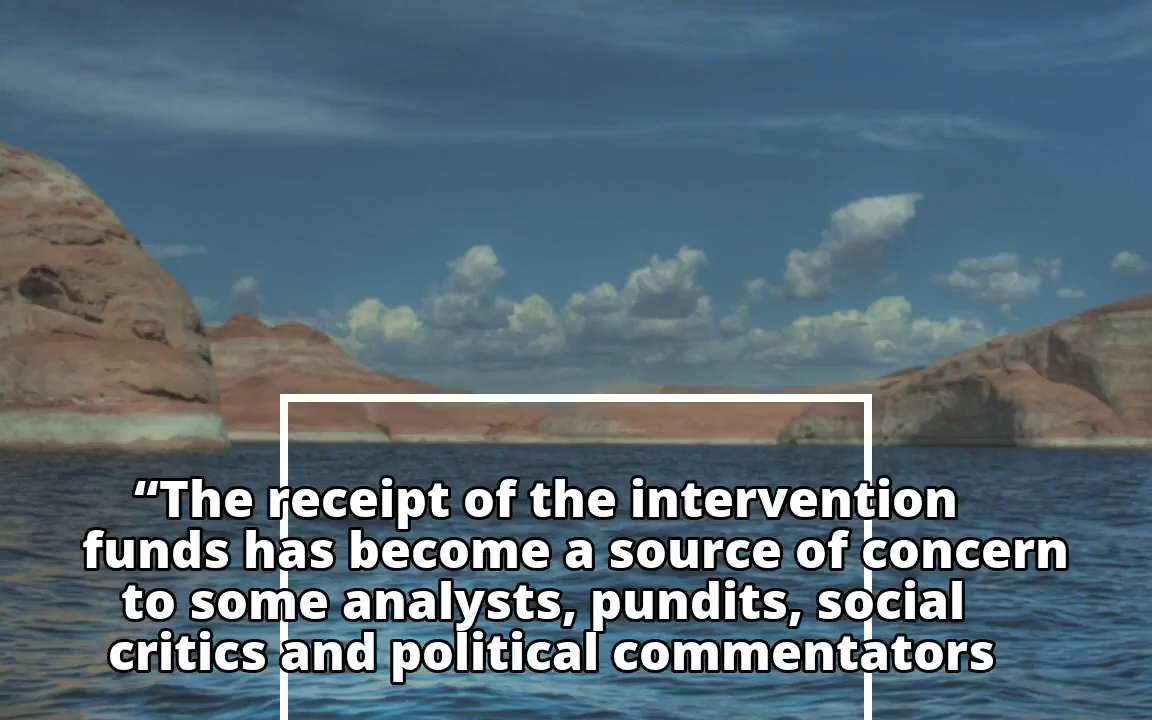 “The receipt of the intervention
funds has become a source of concern
to some analysts, pundits, social
critics and political commentators